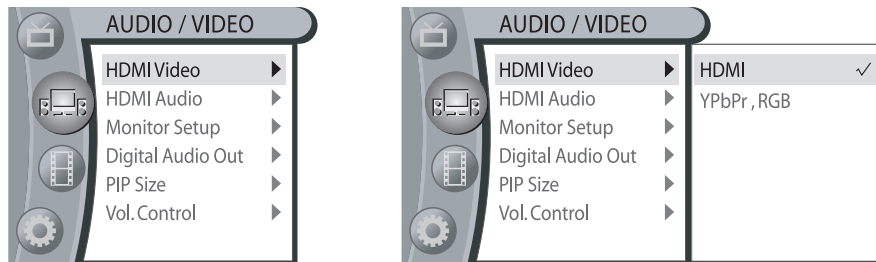 AUDIO / VIDEO
HDMI Video
HDMI Audio
Monitor Setup
Digital Audio Out
PIP Size
Vol. Control
AUDIO / VIDEO
HDMI Video
HDMI Audio
Monitor Setup
Digital Audio Out
PIP Size
Vol. Control
HDMI
YPbPr , RGB